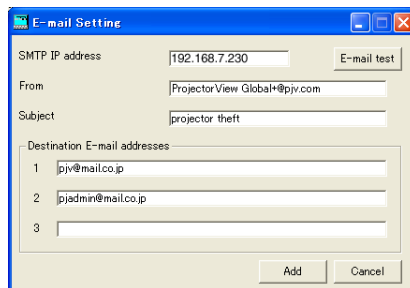 E-mail Setting
SMTP IP address 192.168.7.230 E-mail test
From ProjectorView Global+@pjv.com
Subject projector theft
Destination E-mail addresses
1 pjv@mail.co.jp
2 pjadmin@mail.co.jp
3
Add Cancel